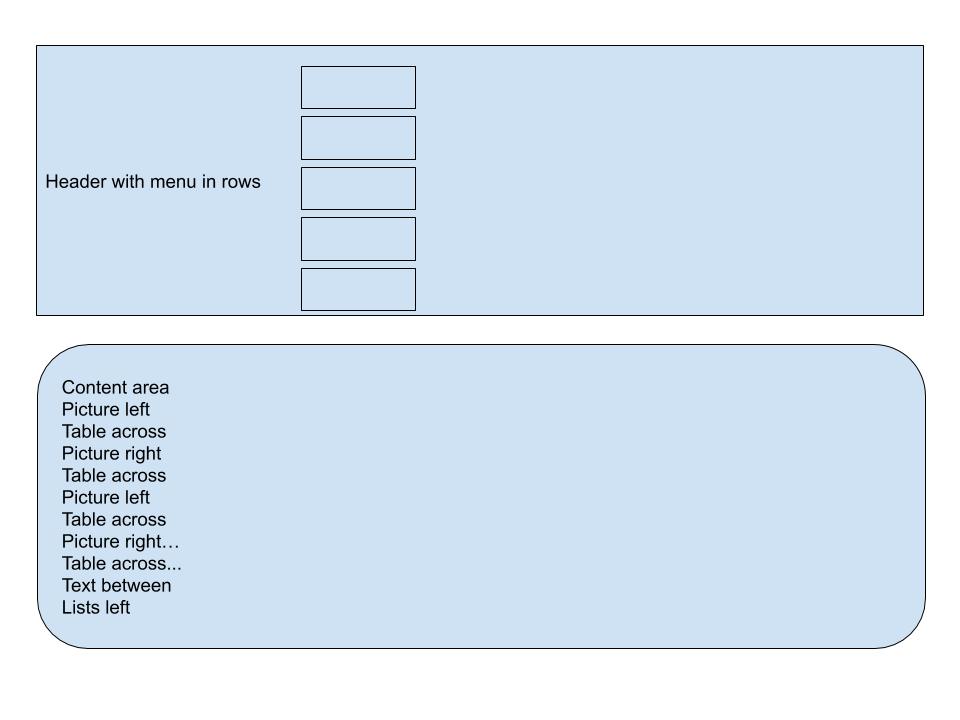 Header with menu in rows
Content area
Picture left
Table across
Picture right
Table across
Picture left
Table across
Picture right…
Table across...
Text between
Lists left